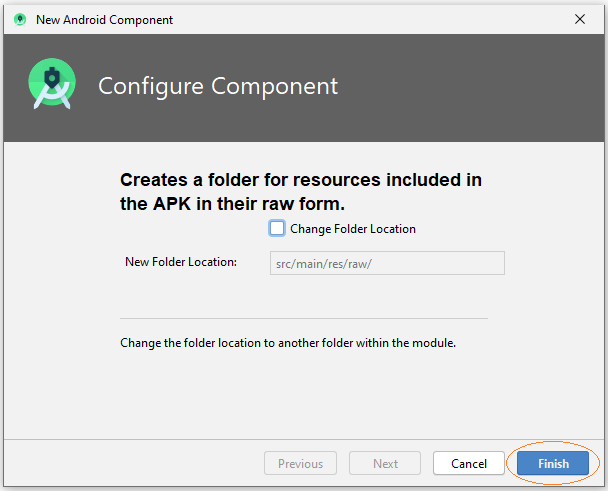 New Android Component
Configure Component
Creates a folder for resources included in
the APK in their raw form.
Change Folder Location
New Folder Location:
src/main/res/raw/
Change the folder location to another folder within the module.
Previous
Next
Cancel
Finish